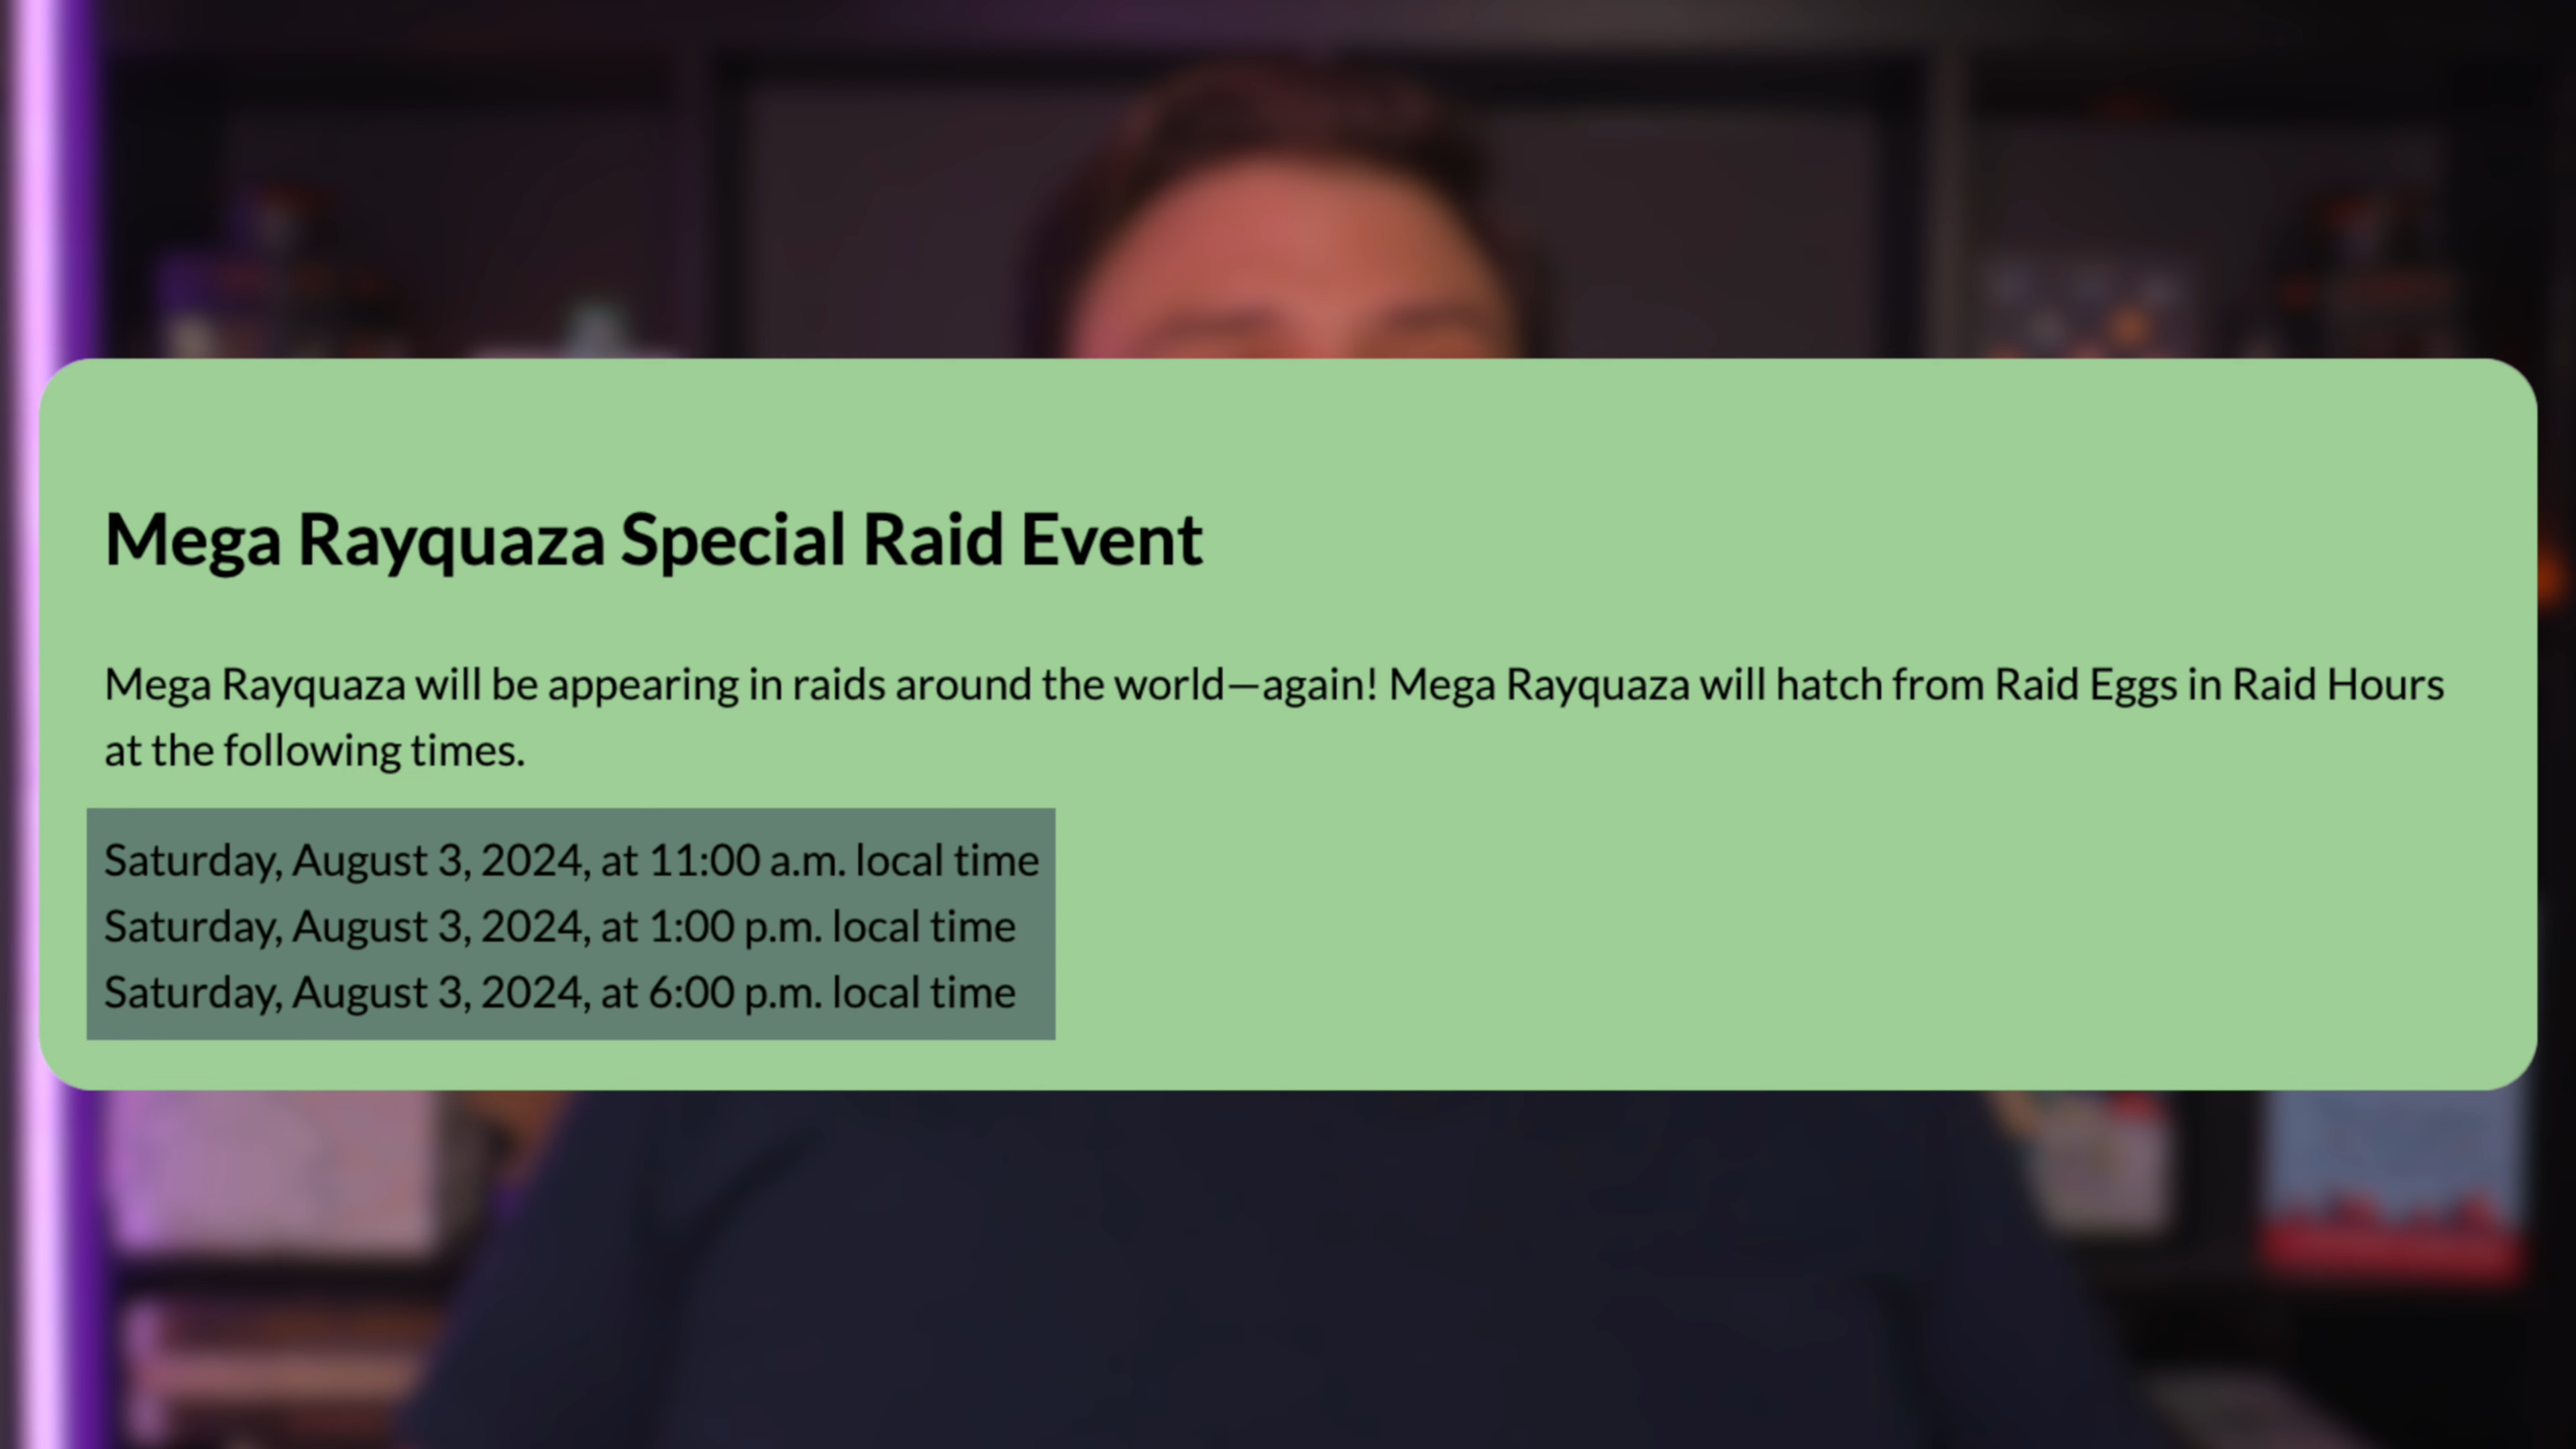 Mega Rayquaza Special Raid Event
Mega Rayquaza will be appearing in raids around the world—again! Mega Rayquaza will hatch from Raid Eggs in Raid Hours
at the following times.
Saturday, August 3, 2024, at 11:00 a.m. local time
Saturday, August 3, 2024, at 1:00 p.m. local time
Saturday, August 3, 2024, at 6:00 p.m. local time